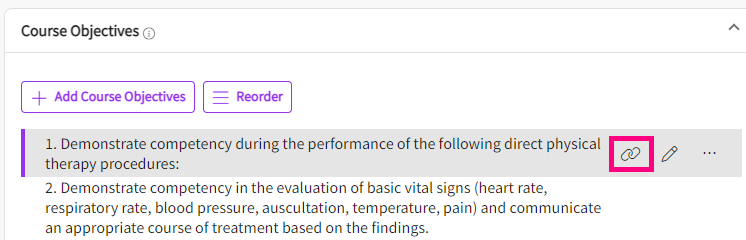 Course Objectives
Add Course Objectives
Reorder
1. Demonstrate competency during the performance of the following direct physical
therapy procedures:
2. Demonstrate competency in the evaluation of basic vital signs (heart rate,
respiratory rate, blood pressure, auscultation, temperature, pain) and communicate
an appropriate course of treatment based on the findings.